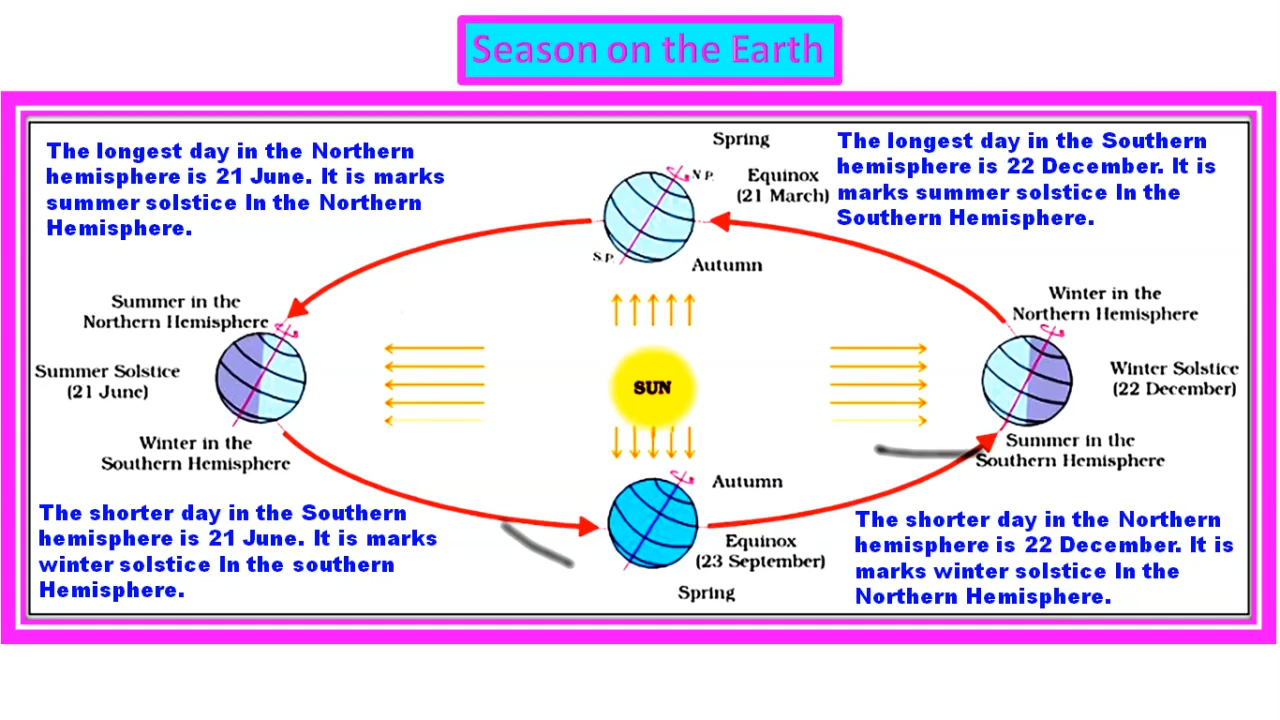 Season on the Earth
The longest day in the Northern
hemisphere is 21 June. It is marks
summer solstice In the Northern
Hemisphere.
Spring
Equinox
(21 March)
N.P.
S.P.
Autumn
The longest day in the Southern
hemisphere is 22 December. It is
marks summer solstice In the
Southern Hemisphere.
Summer in the
Northern Hemisphere
Summer Solstice
(21 June)
Winter in the
Southern Hemisphere
SUN
Winter in the
Northern Hemisphere
Winter Solstice
(22 December)
Summer in the
Southern Hemisphere
The shorter day in the Southern
hemisphere is 21 June. It is marks
winter solstice In the southern
Hemisphere.
Autumn
Equinox
(23 September)
Spring
The shorter day in the Northern
hemisphere is 22 December. It is
marks winter solstice In the
Northern Hemisphere.